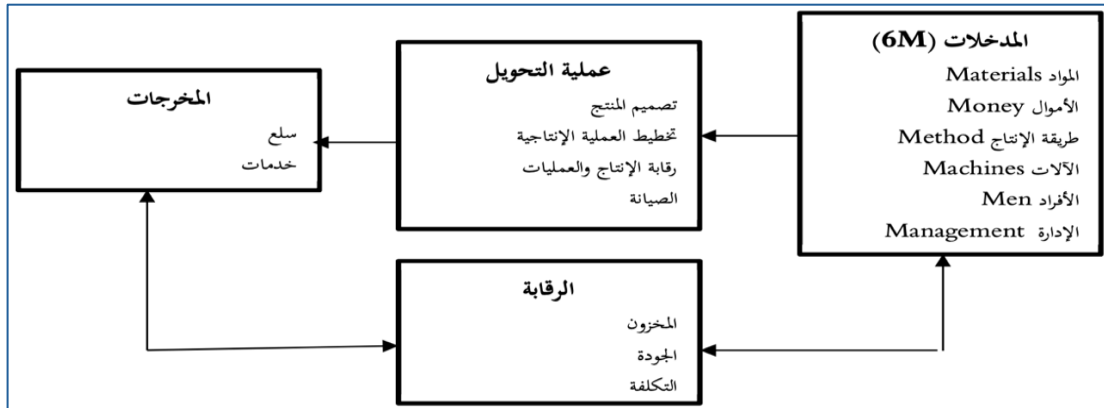 المدخلات (6M)
المواد Materials
الأموال Money
طريقة الإنتاج Method
الآلات Machines
الأفراد Men
الإدارة Management
عملية التحويل
تصميم المنتج
تخطيط العملية الإنتاجية
رقابة الإنتاج والعمليات
الصيانة
المخرجات
سلع
خدمات
الرقابة
المخزون
الجودة
التكلفة